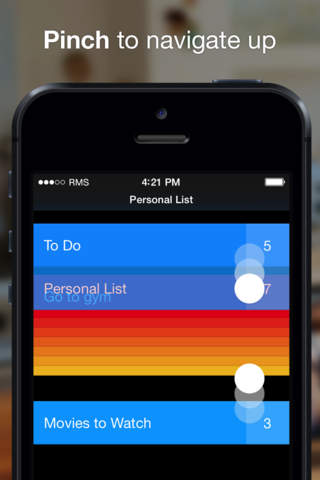 Pinch to navigate up
RMS
4:21 PM
Personal List
To Do 5
Personal List 7
Go to gym
Movies to Watch 3